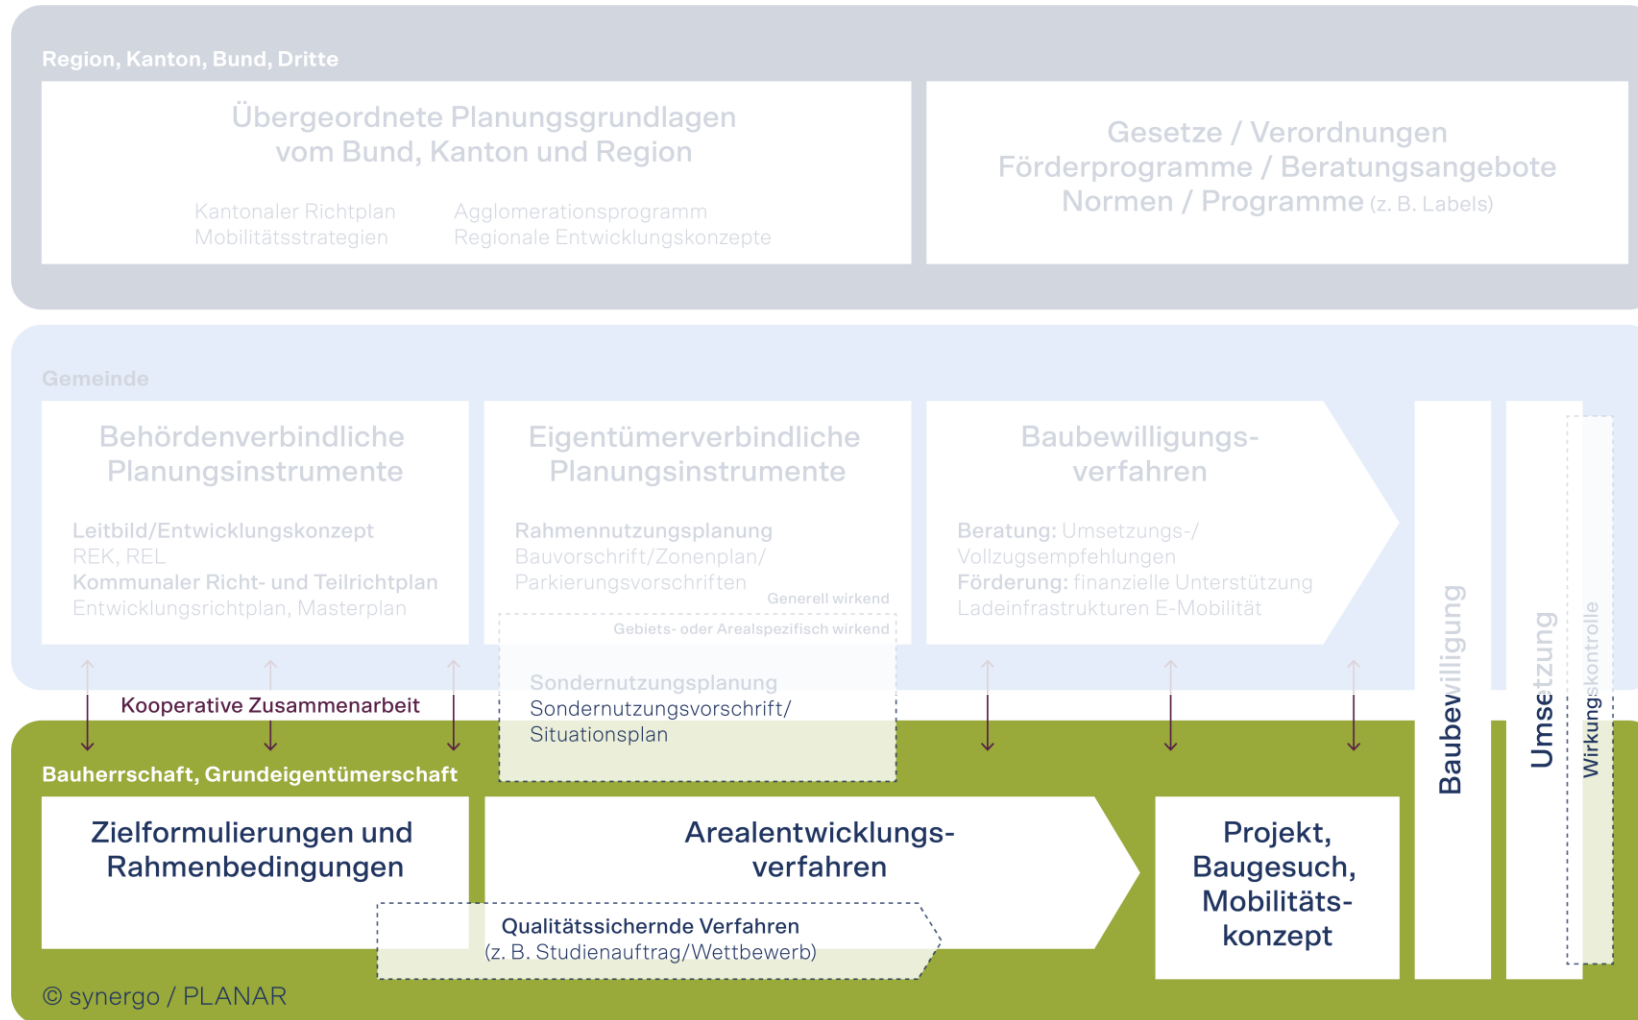 Region, Kanton, Bund, Dritte
Übergeordnete Planungsgrundlagen
vom Bund, Kanton und Region
Kantonaler Richtplan
Mobilitätsstrategien
Agglomerationsprogramm
Regionale Entwicklungskonzepte
Gesetze / Verordnungen
Förderprogramme / Beratungsangebote
Normen / Programme (z. B. Labels)
Gemeinde
Behördenverbindliche
Planungsinstrumente
Leitbild/Entwicklungskonzept
REK, REL
Kommunaler Richt- und Teilrichtplan
Entwicklungsrichtplan, Masterplan
Eigentümerverbindliche
Planungsinstrumente
Rahmennutzungsplanung
Bauvorschrift/Zonenplan/
Parkierungsvorschriften
Generell wirkend
Gebiets- oder Arealspezifisch wirkend
Sondernutzungsplanung
Sondernutzungsvorschrift/
Situationsplan
Baubewilligungs-
verfahren
Beratung: Umsetzungs-/
Vollzugsempfehlungen
Förderung: finanzielle Unterstützung
Ladeinfrastrukturen E-Mobilität
Baubewilligung
Umsetzung
Wirkungskontrolle
Kooperative Zusammenarbeit
Bauherrschaft, Grundeigentümerschaft
Zielformulierungen und
Rahmenbedingungen
Arealentwicklungs-
verfahren
Qualitätssichernde Verfahren
(z. B. Studienauftrag/Wettbewerb)
Projekt,
Baugesuch,
Mobilitäts-
konzept
© synergo / PLANAR